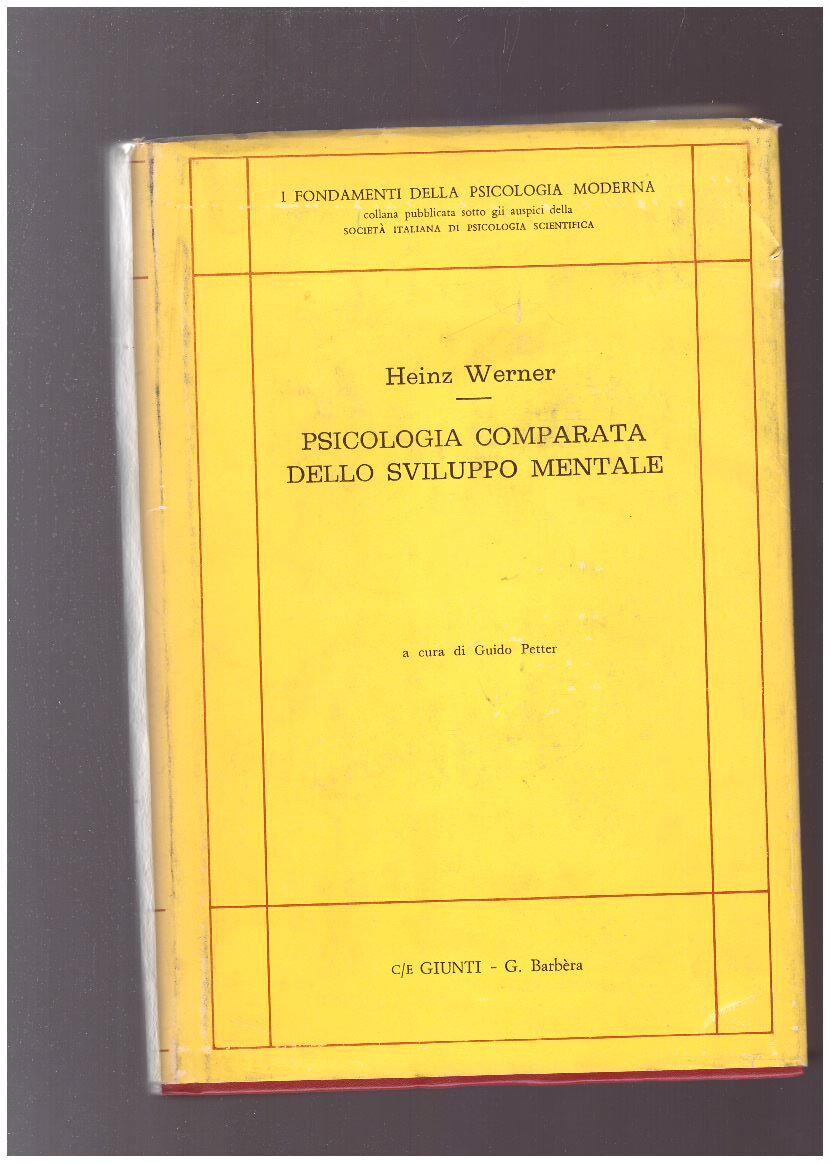 I FONDAMENTI DELLA PSICOLOGIA MODERNA
collana pubblicata sotto gli auspici della
SOCIETÀ ITALIANA DI PSICOLOGIA SCIENTIFICA
Heinz Werner
PSICOLOGIA COMPARATA
DELLO SVILUPPO MENTALE
a cura di Guido Petter
C/E GIUNTI - G. Barbèra